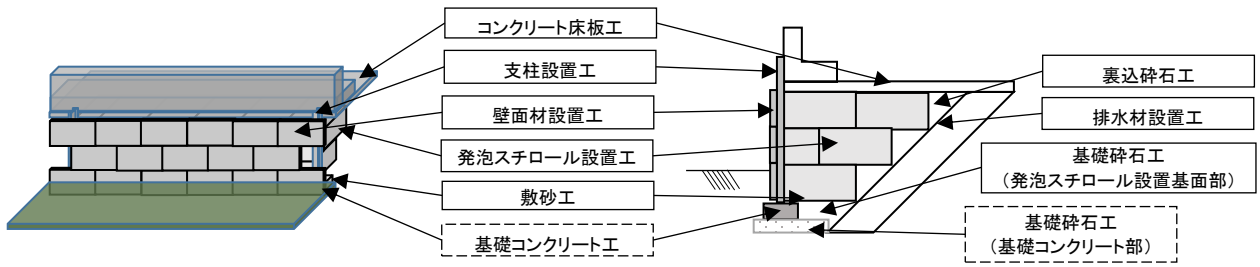 コンクリート床板工
支柱設置工
壁面材設置工
発泡スチロール設置工
敷砂工
基礎コンクリート工
裏込砕石工
排水材設置工
基礎砕石工
（発泡スチロール設置基面部）
基礎砕石工
（基礎コンクリート部）